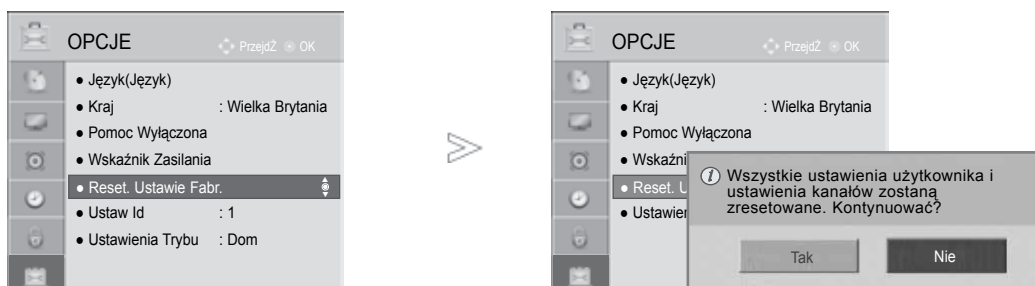 OPCJE
PrzejdŹ OK
● Język(Język)
● Kraj : Wielka Brytania
● Pomoc Wyłączona
● Wskaźnik Zasilania
● Reset. Ustawie Fabr.
● Ustaw Id : 1
● Ustawienia Trybu : Dom
OPCJE
PrzejdŹ OK
● Język(Język)
● Kraj : Wielka Brytania
● Pomoc Wyłączona
● Wskaźni
● Reset. U
● Ustawien
Wszystkie ustawienia użytkownika i
ustawienia kanałów zostaną
zresetowane. Kontynuować?
Tak Nie